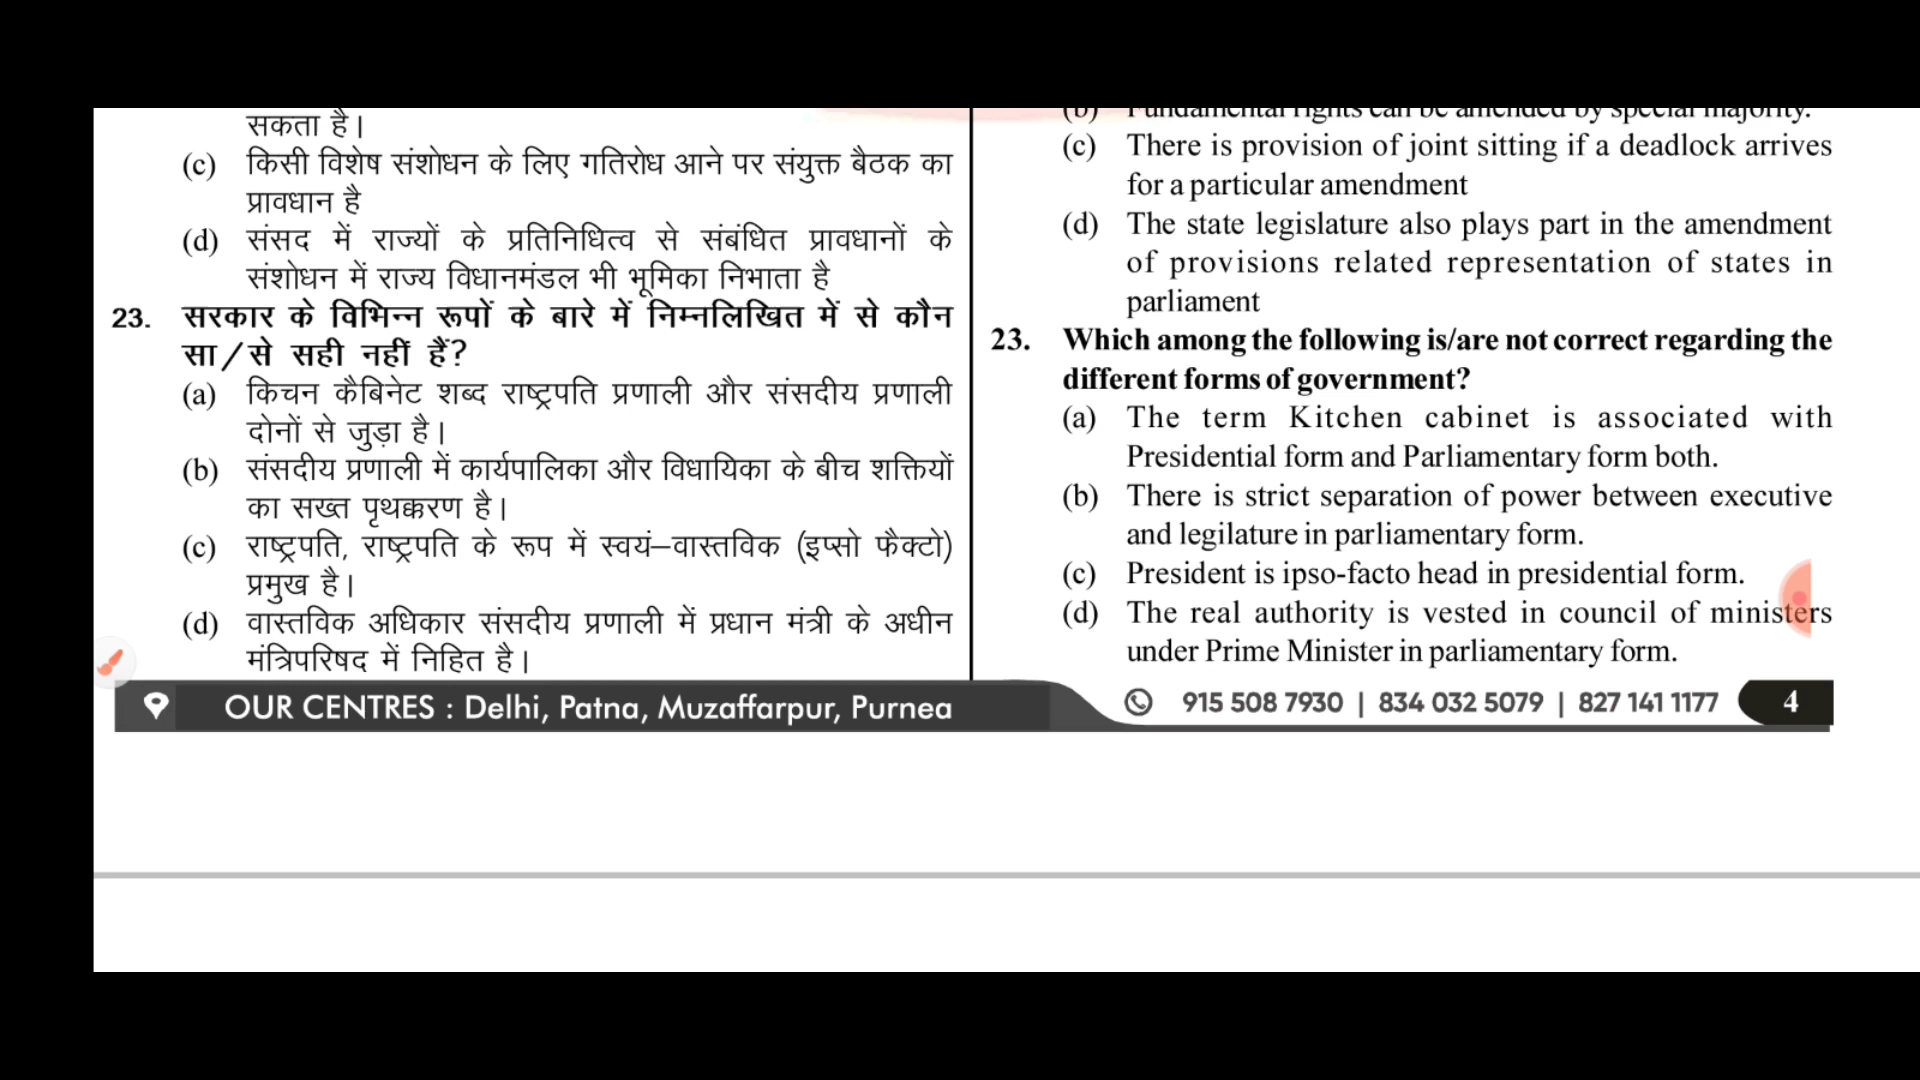 सकता है।
(c) किसी विशेष संशोधन के लिए गतिरोध आने पर संयुक्त बैठक का
प्रावधान है
(d) संसद में राज्यों के प्रतिनिधित्व से संबंधित प्रावधानों के
संशोधन में राज्य विधानमंडल भी भूमिका निभाता है
23. सरकार के विभिन्न रूपों के बारे में निम्नलिखित में से कौन
सा/से सही नहीं हैं?
(a) किचन कैबिनेट शब्द राष्ट्रपति प्रणाली और संसदीय प्रणाली
दोनों से जुड़ा है।
(b) संसदीय प्रणाली में कार्यपालिका और विधायिका के बीच शक्तियों
का सख्त पृथक्करण है।
(c) राष्ट्रपति, राष्ट्रपति के रूप में स्वयं–वास्तविक (इप्सो फैक्टो)
प्रमुख है।
(d) वास्तविक अधिकार संसदीय प्रणाली में प्रधान मंत्री के अधीन
मंत्रिपरिषद में निहित है।
(b) Fundamental rights can be amended by special majority.
(c) There is provision of joint sitting if a deadlock arrives
for a particular amendment
(d) The state legislature also plays part in the amendment
of provisions related representation of states in
parliament
23. Which among the following is/are not correct regarding the
different forms of government?
(a) The term Kitchen cabinet is associated with
Presidential form and Parliamentary form both.
(b) There is strict separation of power between executive
and legilature in parliamentary form.
(c) President is ipso-facto head in presidential form.
(d) The real authority is vested in council of ministers
under Prime Minister in parliamentary form.
OUR CENTRES : Delhi, Patna, Muzaffarpur, Purnea
915 508 7930 | 834 032 5079 | 827 141 1177
4